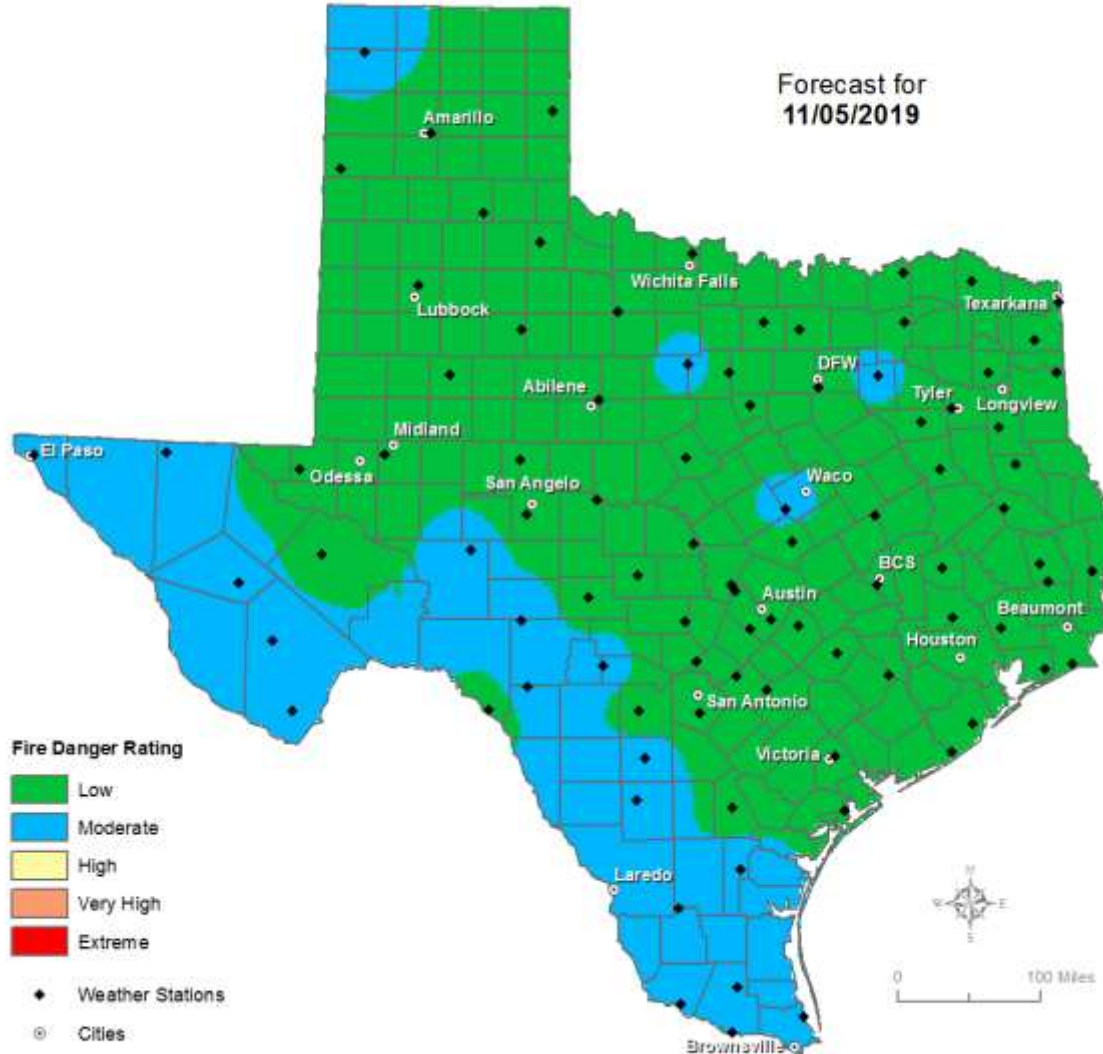 Forecast for
11/05/2019
Amarillo
Wichita Falls
Lubbock
Texarkana
DFW
Abilene
Tyler
Longview
Midland
El Paso
Odessa
San Angelo
Waco
BCS
Austin
Beaumont
Houston
San Antonio
Victoria
Laredo
Brownsville
Fire Danger Rating
Low
Moderate
High
Very High
Extreme
Weather Stations
Cities
N
W E
S
0 100 Miles